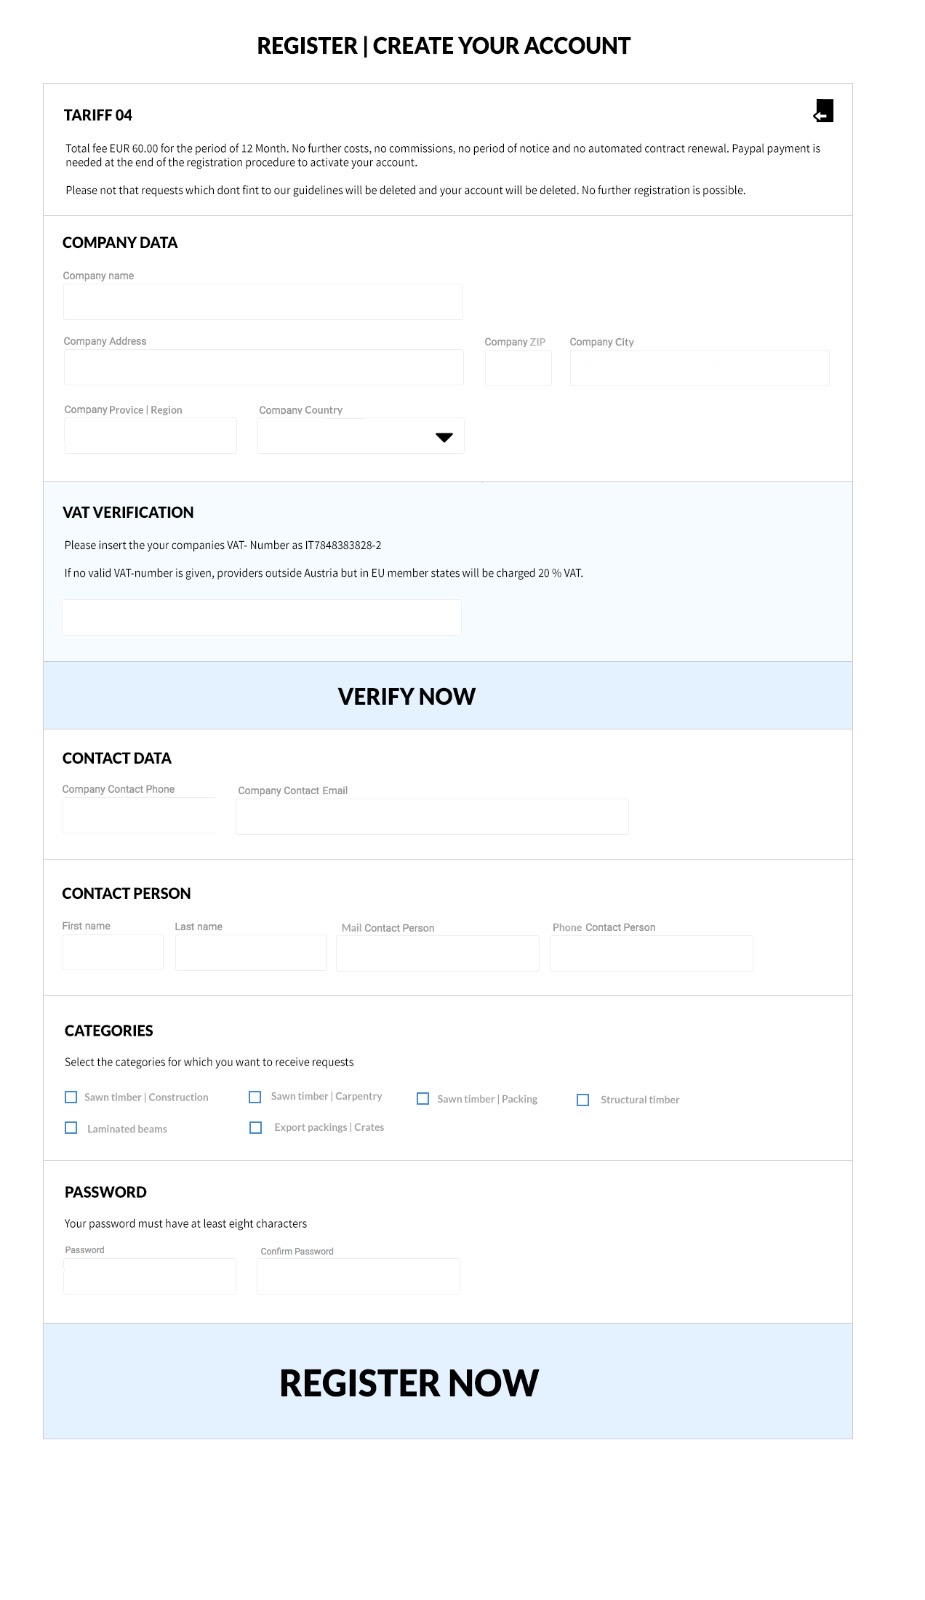 REGISTER | CREATE YOUR ACCOUNT
TARIFF 04
Total fee EUR 60.00 for the period of 12 Month. No further costs, no commissions, no period of notice and no automated contract renewal. Paypal payment is
needed at the end of the registration procedure to activate your account.
Please not that requests which dont fint to our guidelines will be deleted and your account will be deleted. No further registration is possible.
COMPANY DATA
Company name
Company Address
Company ZIP
Company City
Company Provice | Region
Company Country
VAT VERIFICATION
Please insert the your companies VAT- Number as IT7848383828-2
If no valid VAT-number is given, providers outside Austria but in EU member states will be charged 20 % VAT.
VERIFY NOW
CONTACT DATA
Company Contact Phone
Company Contact Email
CONTACT PERSON
First name
Last name
Mail Contact Person
Phone Contact Person
CATEGORIES
Select the categories for which you want to receive requests
Sawn timber | Construction
Sawn timber | Carpentry
Sawn timber | Packing
Structural timber
Laminated beams
Export packings | Crates
PASSWORD
Your password must have at least eight characters
Password
Confirm Password
REGISTER NOW